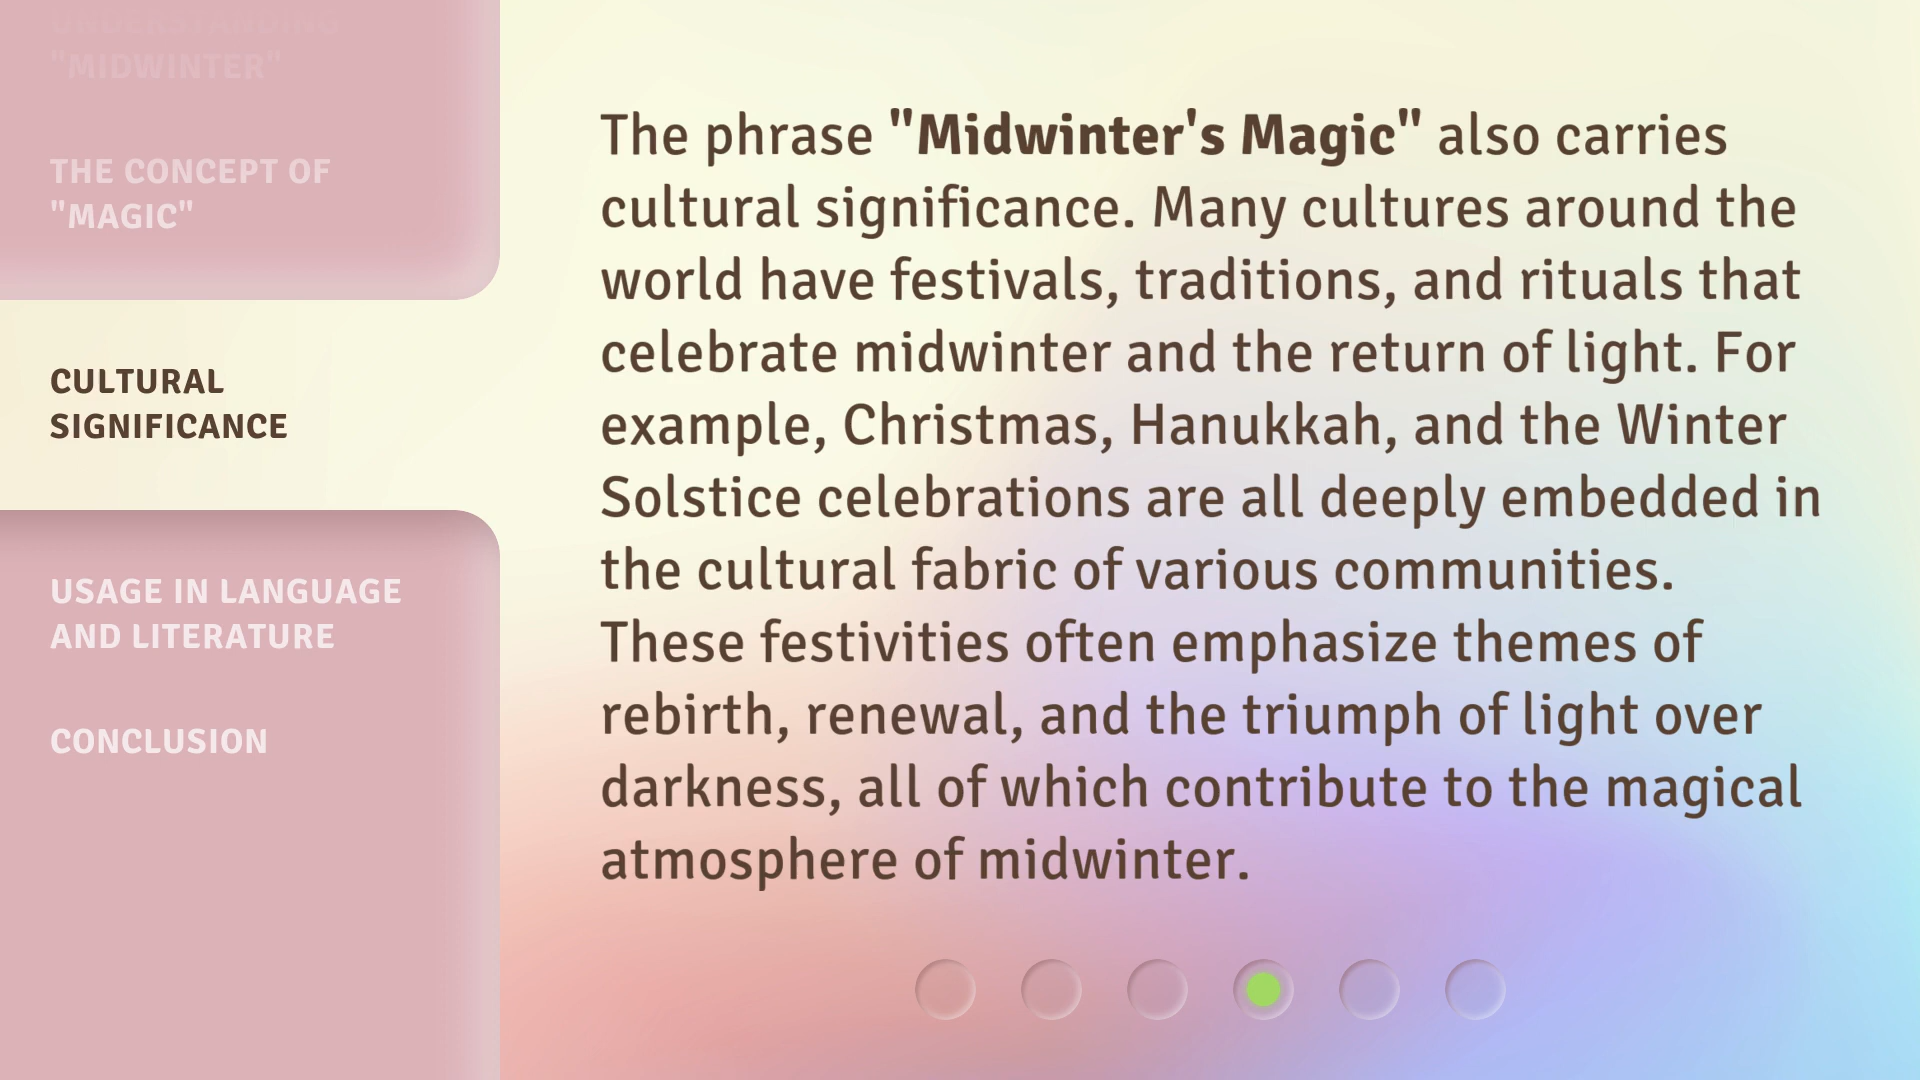 UNDERSTANDING
"MIDWINTER"
THE CONCEPT OF
"MAGIC"
CULTURAL
SIGNIFICANCE
USAGE IN LANGUAGE
AND LITERATURE
CONCLUSION
The phrase "Midwinter's Magic" also carries
cultural significance. Many cultures around the
world have festivals, traditions, and rituals that
celebrate midwinter and the return of light. For
example, Christmas, Hanukkah, and the Winter
Solstice celebrations are all deeply embedded in
the cultural fabric of various communities.
These festivities often emphasize themes of
rebirth, renewal, and the triumph of light over
darkness, all of which contribute to the magical
atmosphere of midwinter.